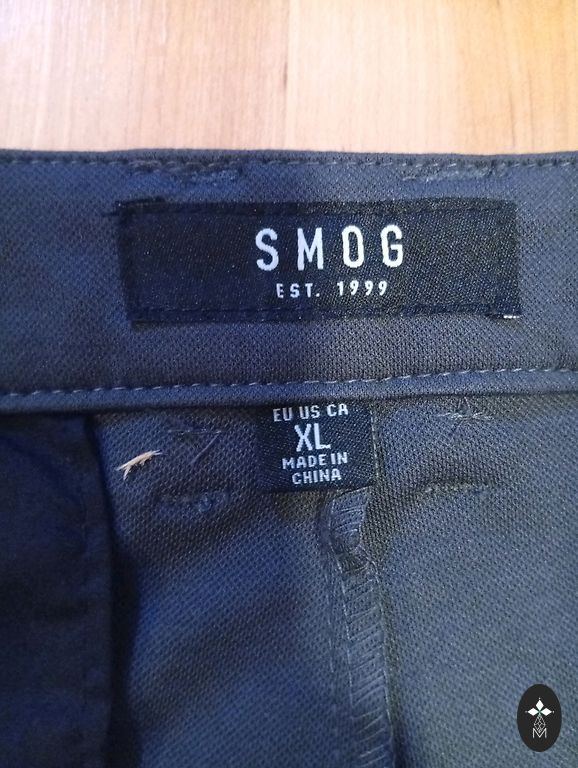 SMOG
EST. 1999
EU US CA
XL
MADE IN
CHINA
M